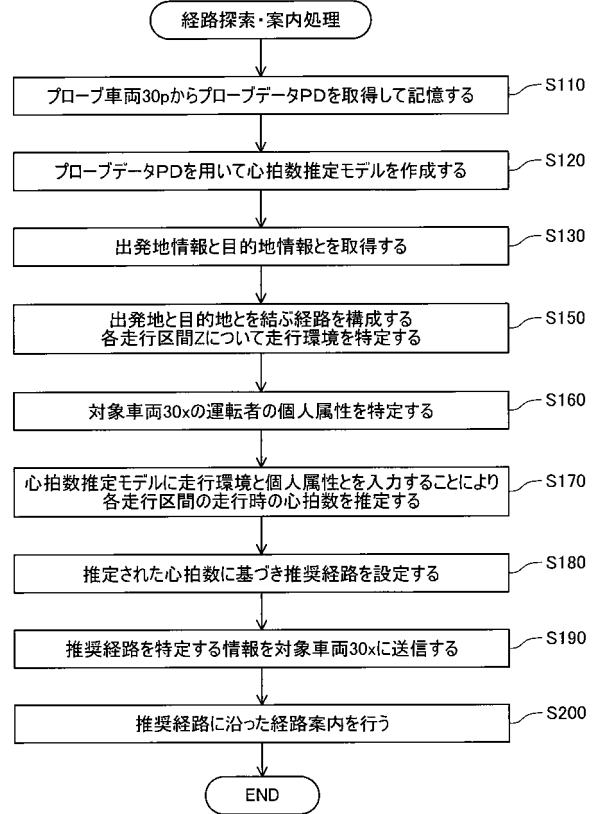 経路探索・案内処理
プローブ車両30pからプローブデータPDを取得して記憶する
S110
プローブデータPDを用いて心拍数推定モデルを作成する
S120
出発地情報と目的地情報とを取得する
S130
出発地と目的地とを結ぶ経路を構成する
各走行区間Zについて走行環境を特定する
S150
対象車両30xの運転者の個人属性を特定する
S160
心拍数推定モデルに走行環境と個人属性とを入力することにより
各走行区間の走行時の心拍数を推定する
S170
推定された心拍数に基づき推奨経路を設定する
S180
推奨経路を特定する情報を対象車両30xに送信する
S190
推奨経路に沿った経路案内を行う
S200
END